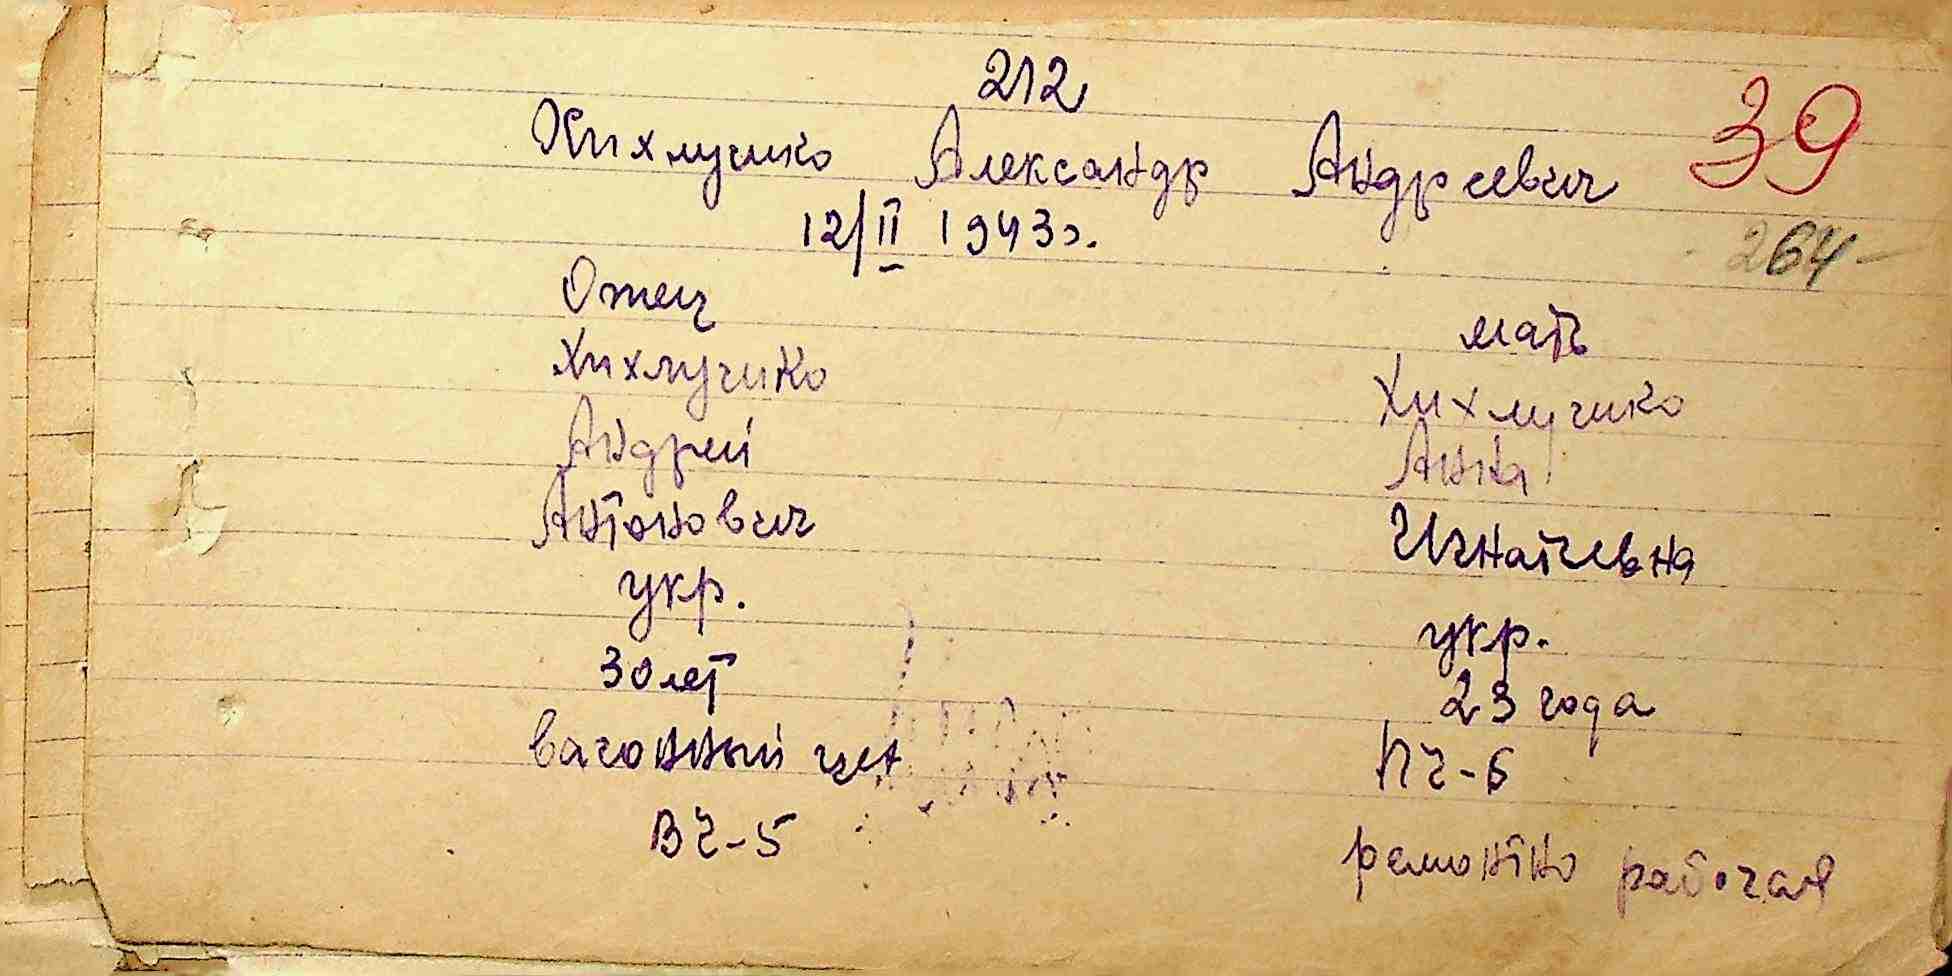 212
39
Хихлушко Александр Андреевич
12/II 1943г.
264
Отец
Хихлушко
Андрей
Антонович
укр.
30 лет
вагонный цех
ВЧ-5
мать
Хихлушко
Анна
Игнатьевна
укр.
23 года
ПЧ-6
ремонтно рабочая